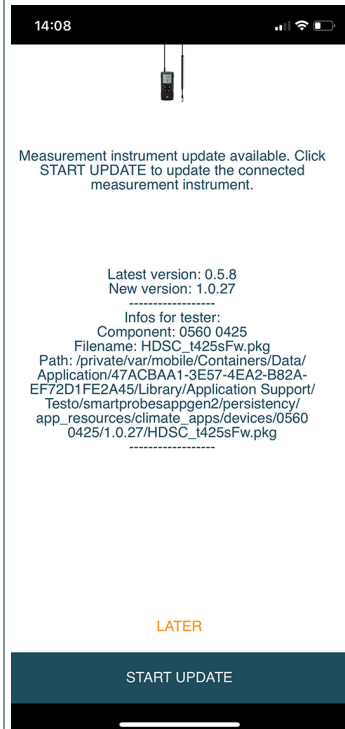 14:08
Measurement instrument update available. Click
START UPDATE to update the connected
measurement instrument.
Latest version: 0.5.8
New version: 1.0.27
------------------
Infos for tester:
Component: 0560 0425
Filename: HDSC_t425sFw.pkg
Path: /private/var/mobile/Containers/Data/
Application/47ACBAA1-3E57-4EA2-B82A-
EF72D1FE2A45/Library/Application Support/
Testo/smartprobesappgen2/persistency/
app_resources/climate_apps/devices/0560
0425/1.0.27/HDSC_t425sFw.pkg
------------------
LATER
START UPDATE